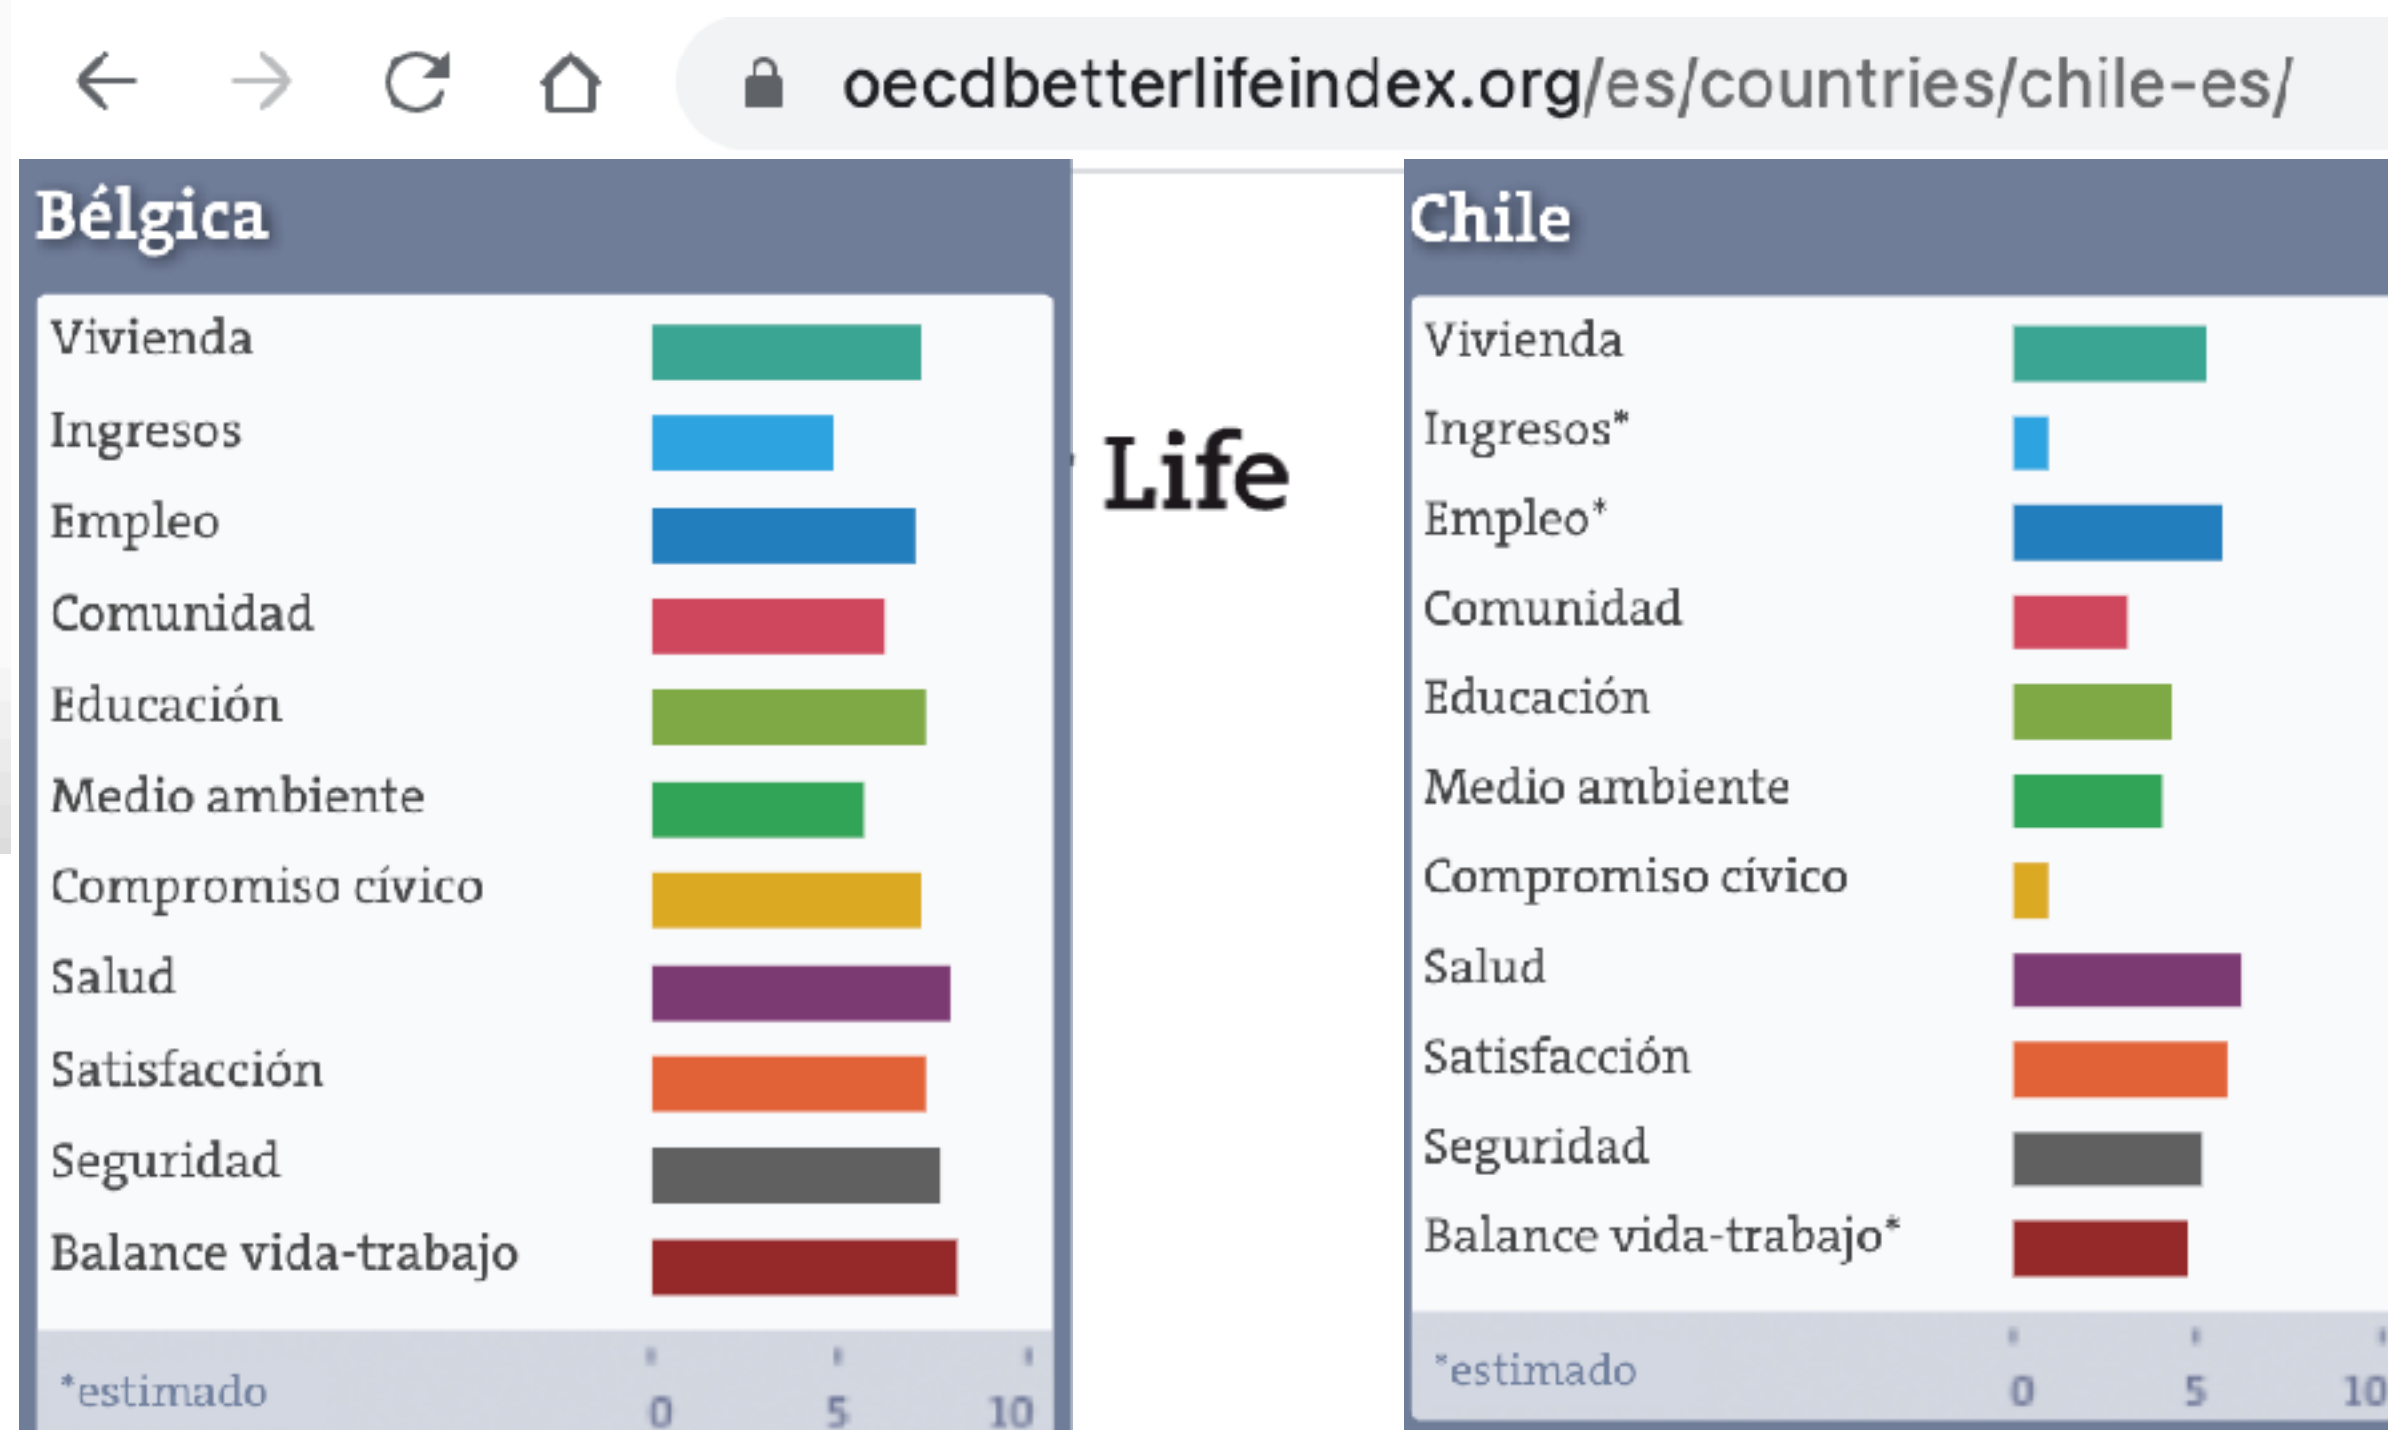 oecdbetterlifeindex.org/es/countries/chile-es/
Bélgica
Vivienda
Ingresos
Empleo
Comunidad
Educación
Medio ambiente
Compromiso cívico
Salud
Satisfacción
Seguridad
Balance vida-trabajo
*estimado
0 5 10
Life
Chile
Vivienda
Ingresos*
Empleo*
Comunidad
Educación
Medio ambiente
Compromiso cívico
Salud
Satisfacción
Seguridad
Balance vida-trabajo*
*estimado
0 5 10